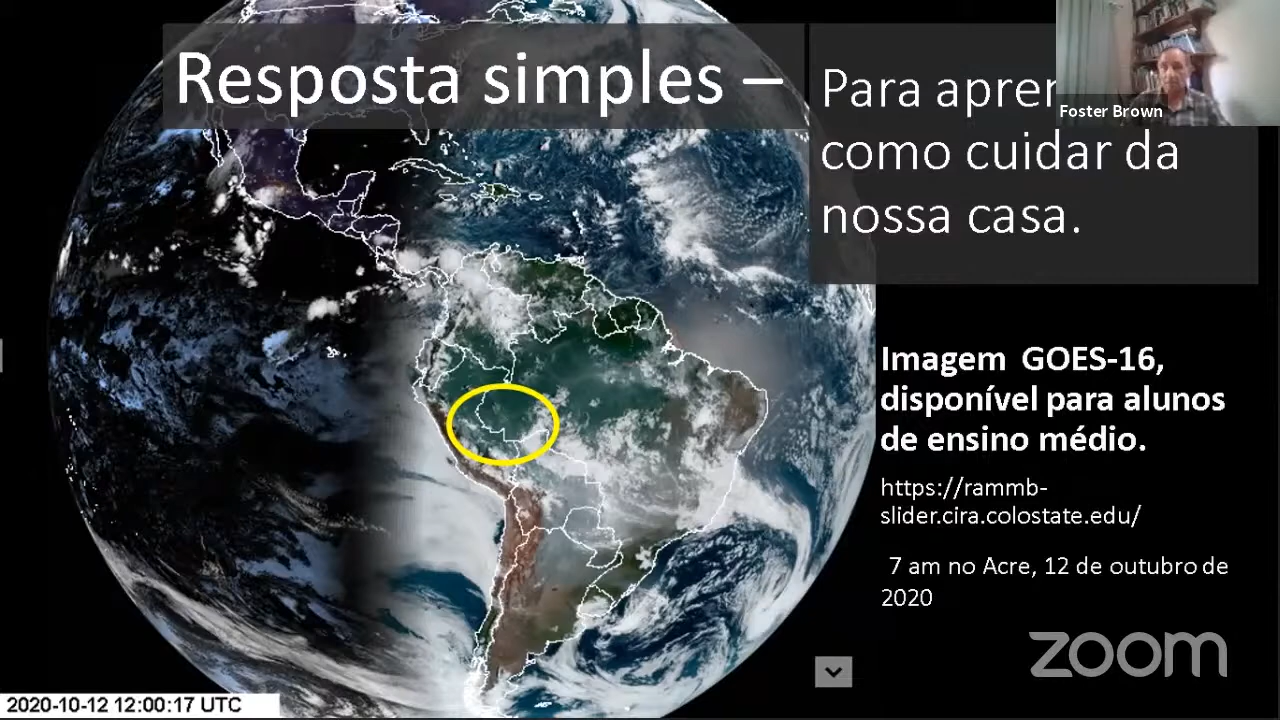 Resposta simples –
Para aprer
como cuidar da
nossa casa.
Foster Brown
Imagem GOES-16,
disponível para alunos
de ensino médio.
https://rammb-
slider.cira.colostate.edu/
7 am no Acre, 12 de outubro de
2020
zoom
2020-10-12 12:00:17 UTC